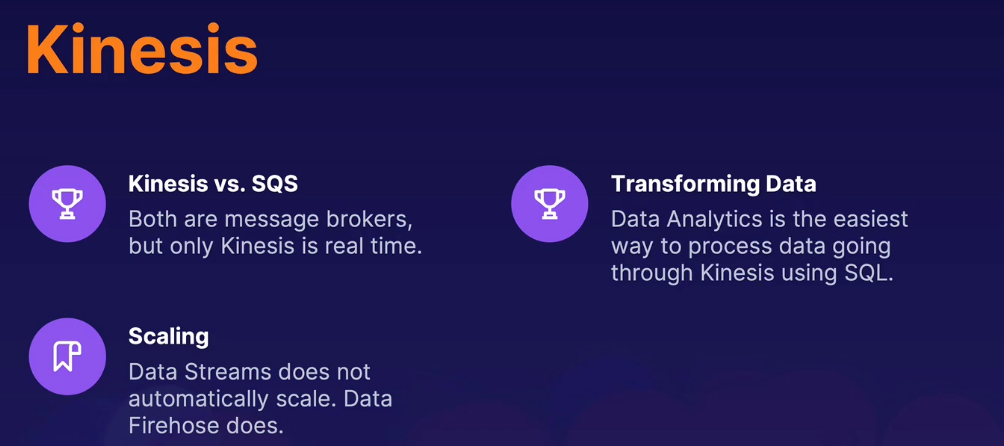 Kinesis
Kinesis vs. SQS
Both are message brokers,
but only Kinesis is real time.
Transforming Data
Data Analytics is the easiest
way to process data going
through Kinesis using SQL.
Scaling
Data Streams does not
automatically scale. Data
Firehose does.